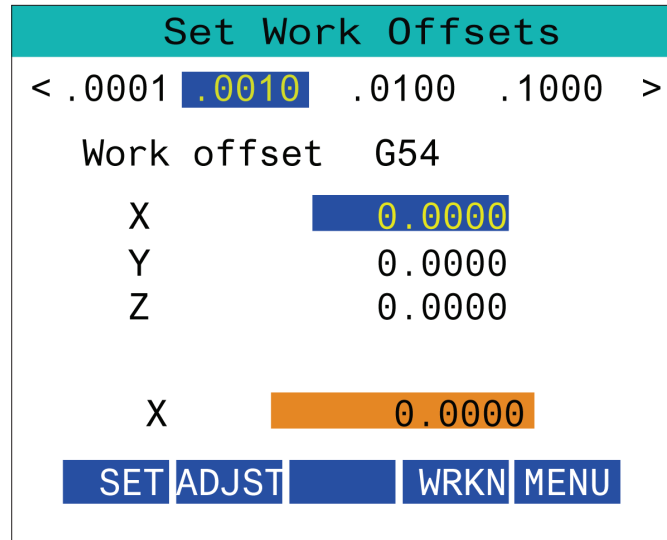 Set Work Offsets
< .0001 .0010 .0100 .1000 >
Work offset G54
X 0.0000
Y 0.0000
Z 0.0000
X 0.0000
SET ADJST WRKN MENU